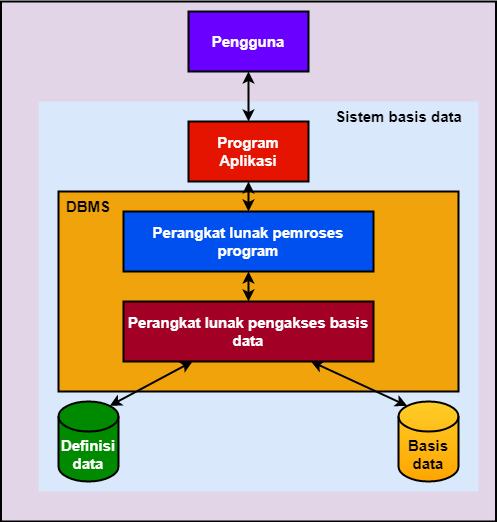 Pengguna
Sistem basis data
Program
Aplikasi
DBMS
Perangkat lunak pemroses
program
Perangkat lunak pengakses basis
data
Definisi
data
Basis
data